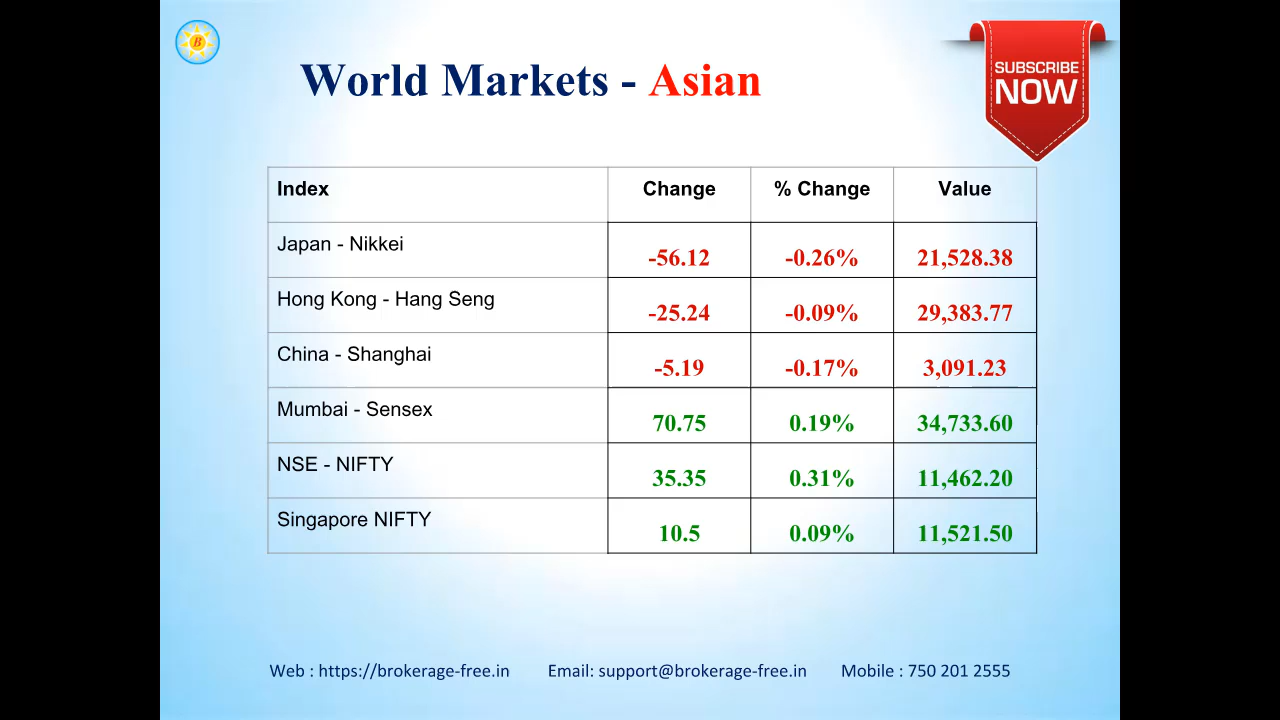 B
World Markets - Asian
SUBSCRIBE
NOW
Index Change % Change Value
Japan - Nikkei -56.12 -0.26% 21,528.38
Hong Kong - Hang Seng -25.24 -0.09% 29,383.77
China - Shanghai -5.19 -0.17% 3,091.23
Mumbai - Sensex 70.75 0.19% 34,733.60
NSE - NIFTY 35.35 0.31% 11,462.20
Singapore NIFTY 10.5 0.09% 11,521.50
Web : https://brokerage-free.in Email: support@brokerage-free.in Mobile : 750 201 2555